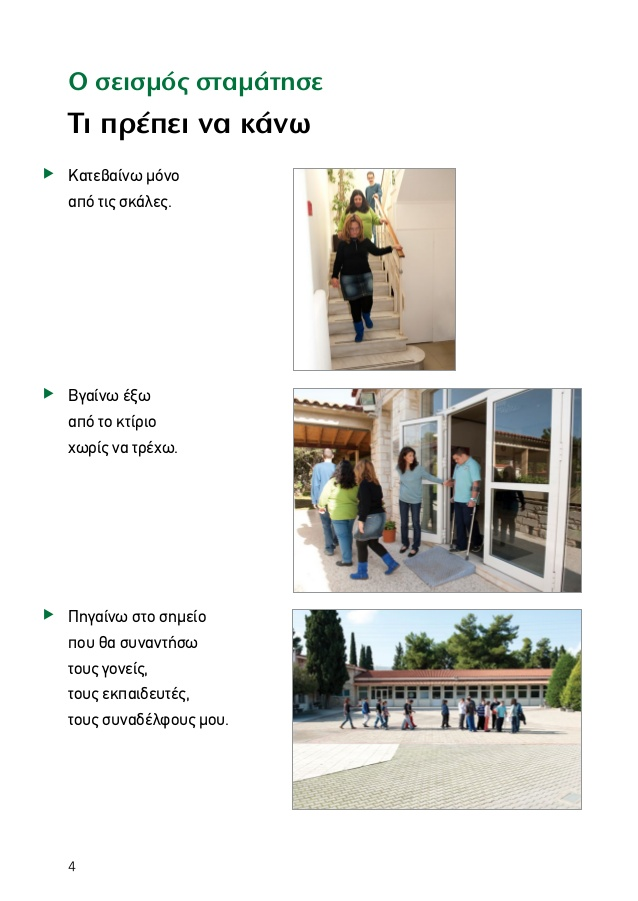 Ο σεισμός σταμάτησε
Τι πρέπει να κάνω
Κατεβαίνω μόνο
από τις σκάλες.
Βγαίνω έξω
από το κτίριο
χωρίς να τρέχω.
Πηγαίνω στο σημείο
που θα συναντήσω
τους γονείς,
τους εκπαιδευτές,
τους συναδέλφους μου.
4